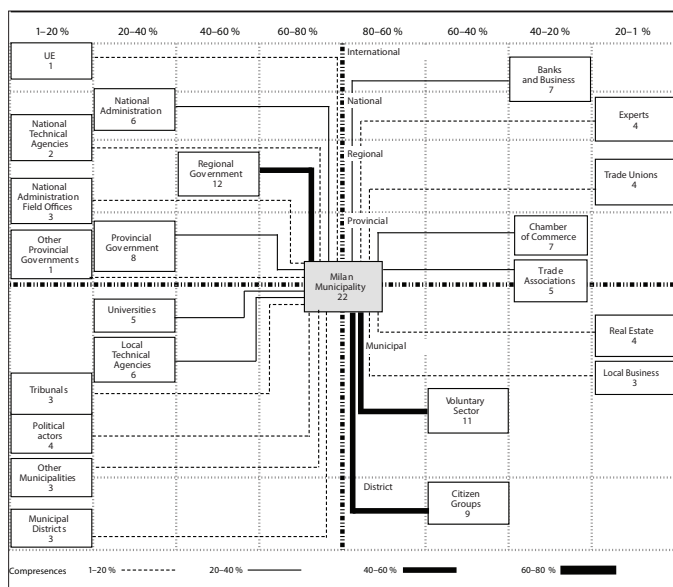 1–20 % 20–40 % 40–60 % 60–80 % 80–60 % 60–40 % 40–20 % 20–1 %
UE
1
International
Banks
and Business
7
National
Administration
6
National
Experts
4
National
Technical
Agencies
2
Regional
Government
12
Regional
Trade Unions
4
National
Administration
Field Offices
3
Provincial
Chamber
of Commerce
7
Other
Provincial
Governments
1
Provincial
Government
8
Milan
Municipality
22
Trade
Associations
5
Universities
5
Real Estate
4
Local
Technical
Agencies
6
Municipal
Local Business
3
Tribunals
3
Voluntary
Sector
11
Political
actors
4
Other
Municipalities
3
District
Citizen
Groups
9
Municipal
Districts
3
Compresences 1–20 % 20–40 % 40–60 % 60–80 %